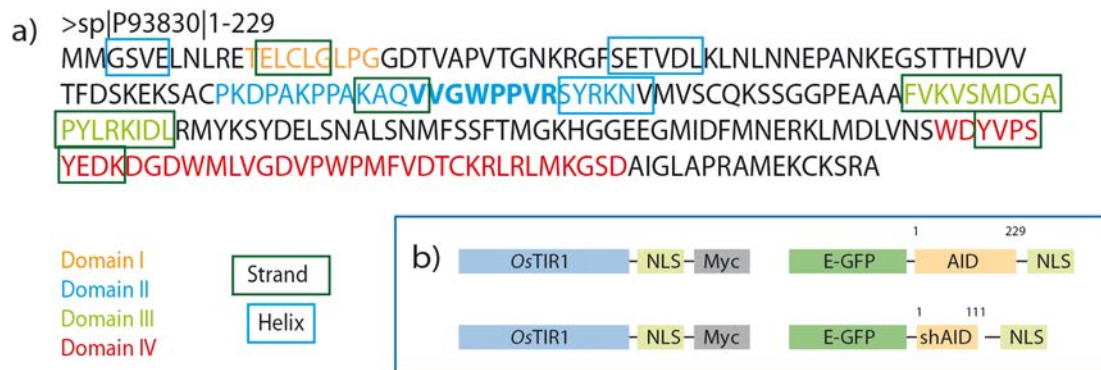 a)
>sp|P93830|1-229
MMGSVELNLRETELCLGLPGGDTVAPVTGNKRGFSETVDLKLNLNNEPANKEGSTTHDVV
TFDSKEKSACPKDPAKPPAKAQVVGWPPVRSYRKNVMVSCQKSSGGPEAAAFVKVSMDGA
PYLRKIDLRMYKSYDELSNALSNMFSSFTMGKHGGEEGMIDFMNERKLMDLVNSWDYVPS
YEDKDGDWMLVGDVPWPMFVDTCKRLRLMKGSDAIGLAPRAMEKCKSRA
Domain I
Domain II
Domain III
Domain IV
Strand
Helix
b)
1 229
OsTIR1 NLS Myc E-GFP AID NLS
1 111
OsTIR1 NLS Myc E-GFP shAID NLS